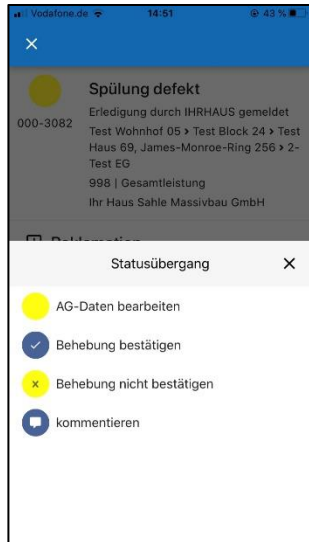 Vodafone.de 14:51 43 %
Spülung defekt
000-3082
Erledigung durch IHRHAUS gemeldet
Test Wohnhof 05 > Test Block 24 > Test
Haus 69, James-Monroe-Ring 256 > 2-
Test EG
998 | Gesamtleistung
Ihr Haus Sahle Massivbau GmbH
Statusübergang
AG-Daten bearbeiten
Behebung bestätigen
Behebung nicht bestätigen
kommentieren